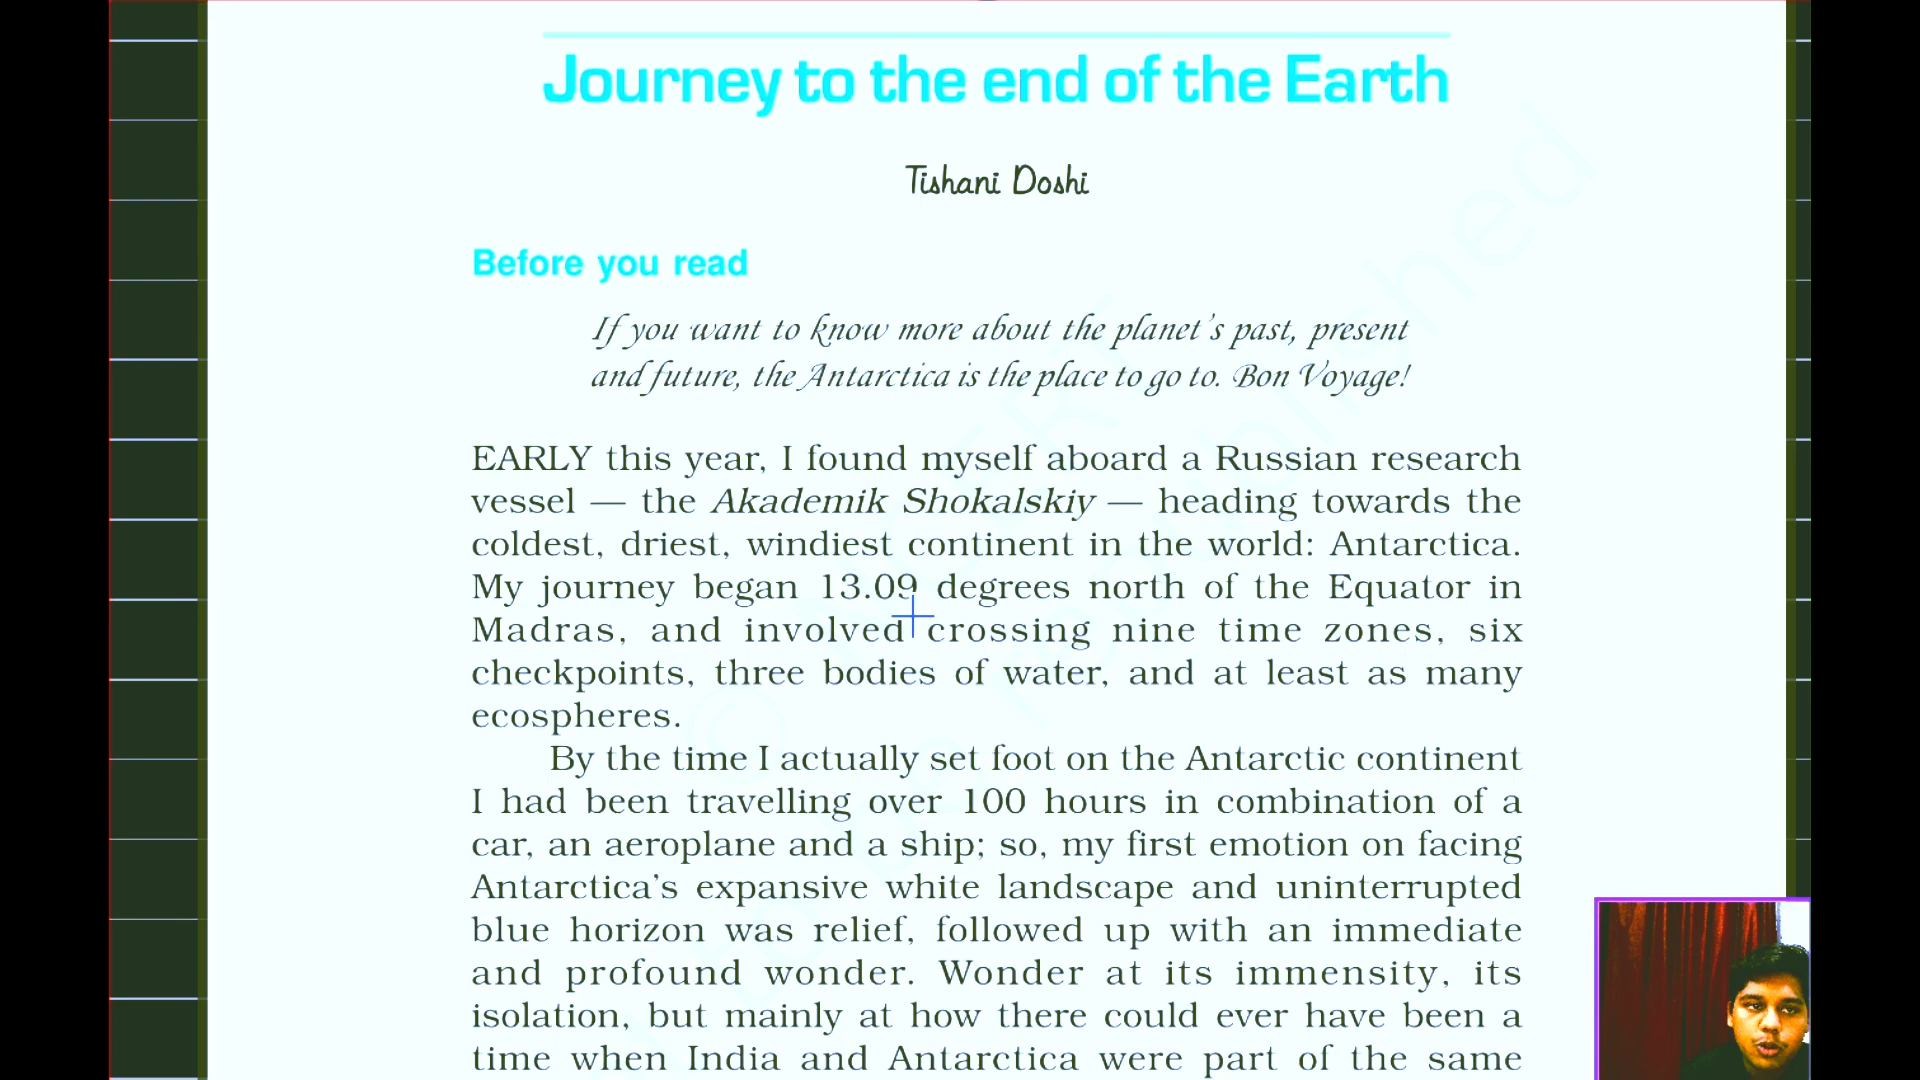 Journey to the end of the Earth
Tishani Doshi
Before you read
If you want to know more about the planet's past, present
and future, the Antarctica is the place to go to. Bon Voyage!
EARLY this year, I found myself aboard a Russian research
vessel — the Akademik Shokalskiy — heading towards the
coldest, driest, windiest continent in the world: Antarctica.
My journey began 13.09 degrees north of the Equator in
Madras, and involved crossing nine time zones, six
checkpoints, three bodies of water, and at least as many
ecospheres.
By the time I actually set foot on the Antarctic continent
I had been travelling over 100 hours in combination of a
car, an aeroplane and a ship; so, my first emotion on facing
Antarctica's expansive white landscape and uninterrupted
blue horizon was relief, followed up with an immediate
and profound wonder. Wonder at its immensity, its
isolation, but mainly at how there could ever have been a
time when India and Antarctica were part of the same